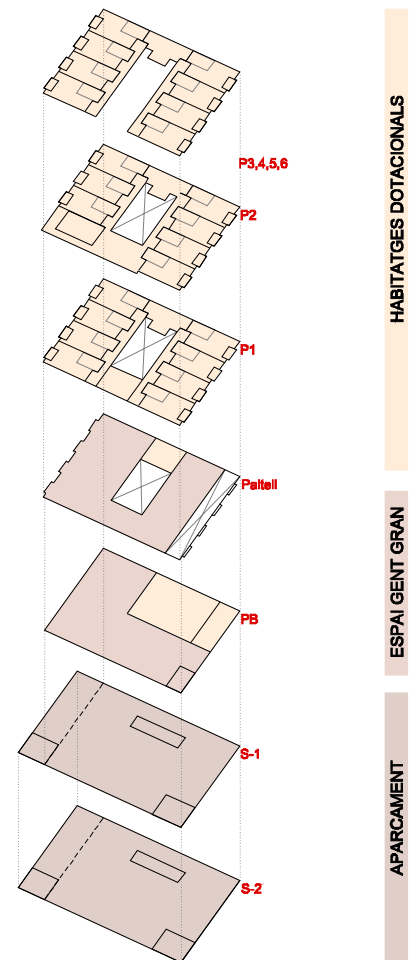 P3,4,5,6
P2
P1
Paltell
PB
S-1
S-2
HABITATGES DOTACIONALS
ESPAI GENT GRAN
APARCAMENT